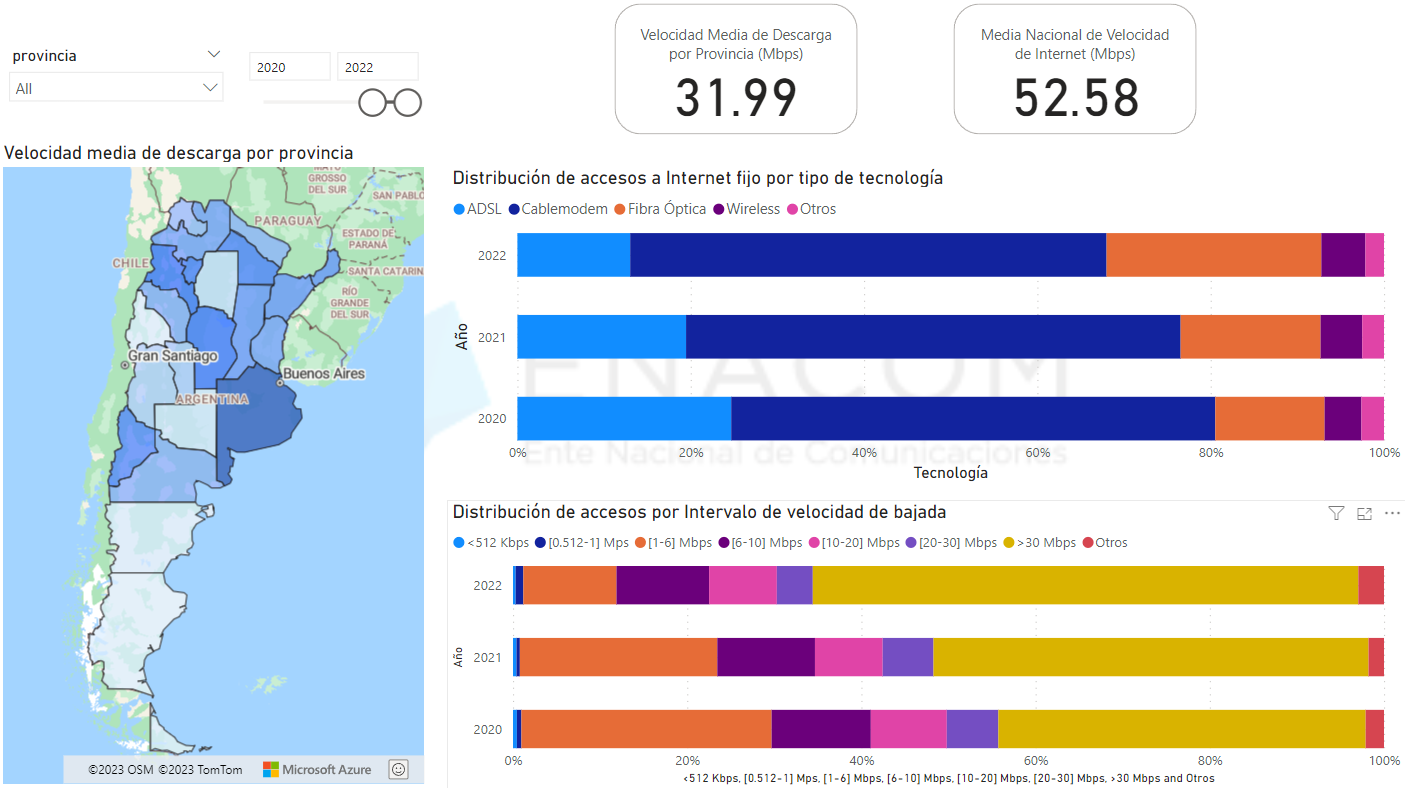 provincia
All
2020
2022
Velocidad Media de Descarga
por Provincia (Mbps)
31.99
Media Nacional de Velocidad
de Internet (Mbps)
52.58
Velocidad media de descarga por provincia
MATO
GROSSO
DEL SUL
SAN PABLO
PARAGUAY
ESTADO DE
PARANÁ
CHILE
SANTA CATARIN
RÍO
GRANDE
DEL SUR
Gran Santiago
Buenos Aires
ARGENTINA
©2023 OSM ©2023 TomTom
Microsoft Azure
Distribución de accesos a Internet fijo por tipo de tecnología
ADSL Cablemodem Fibra Óptica Wireless Otros
Año
2022
2021
2020
0% 20% 40% 60% 80% 100%
Tecnología
ENACOM
Ente Nacional de Comunicaciones
Distribución de accesos por Intervalo de velocidad de bajada
<512 Kbps [0.512-1] Mps [1-6] Mbps [6-10] Mbps [10-20] Mbps [20-30] Mbps >30 Mbps Otros
Año
2022
2021
2020
0% 20% 40% 60% 80% 100%
<512 Kbps, [0.512-1] Mps, [1-6] Mbps, [6-10] Mbps, [10-20] Mbps, [20-30] Mbps, >30 Mbps and Otros